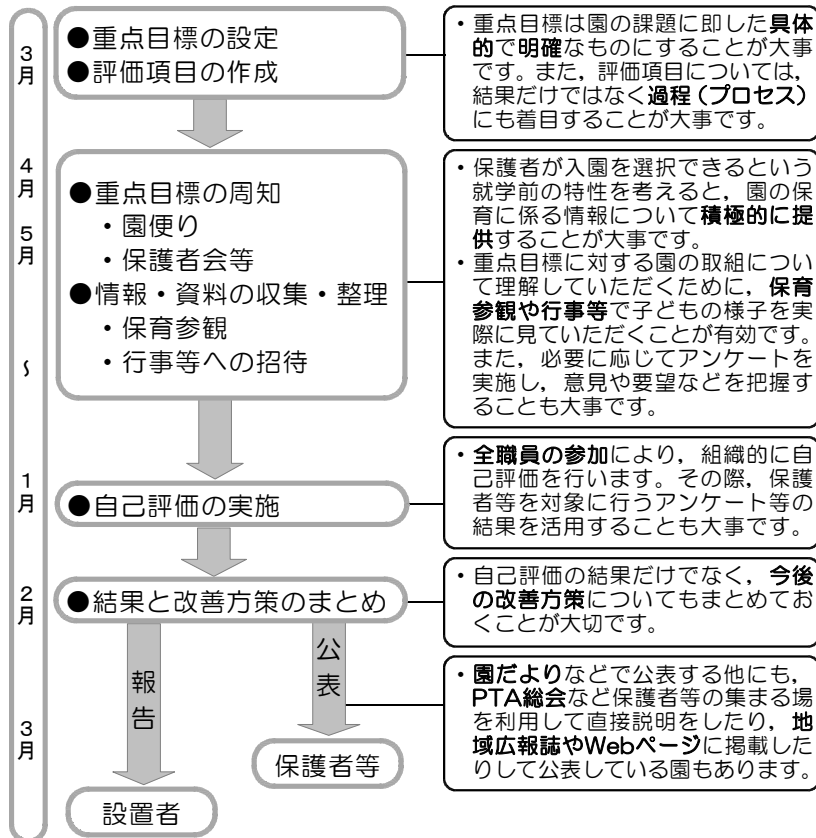 3月
●重点目標の設定
●評価項目の作成
・重点目標は園の課題に即した具体
的で明確なものにすることが大事
です。また，評価項目については，
結果だけではなく過程（プロセス）
にも着目することが大事です。
4月
5月
～
●重点目標の周知
・園便り
・保護者会等
●情報・資料の収集・整理
・保育参観
・行事等への招待
・保護者が入園を選択できるという
就学前の特性を考えると，園の保
育に係る情報について積極的に提
供することが大事です。
・重点目標に対する園の取組につい
て理解していただくために，保育
参観や行事等で子どもの様子を実
際に見ていただくことが有効です。
また，必要に応じてアンケートを
実施し，意見や要望などを把握す
ることも大事です。
1月
●自己評価の実施
・全職員の参加により，組織的に自
己評価を行います。その際，保護
者等を対象に行うアンケート等の
結果を活用することも大事です。
2月
●結果と改善方策のまとめ
・自己評価の結果だけでなく，今後
の改善方策についてもまとめてお
くことが大切です。
報告
公表
・園だよりなどで公表する他にも，
PTA総会など保護者等の集まる場
を利用して直接説明をしたり，地
域広報誌やWebページに掲載した
りして公表している園もあります。
3月
保護者等
設置者